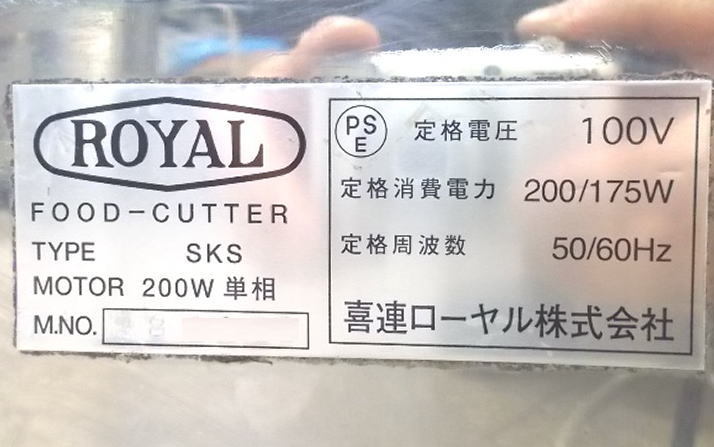 ROYAL
FOOD-CUTTER
TYPE SKS
MOTOR 200W 単相
M.NO.
PSE 定格電圧 100V
定格消費電力 200/175W
定格周波数 50/60Hz
喜連ローヤル株式会社